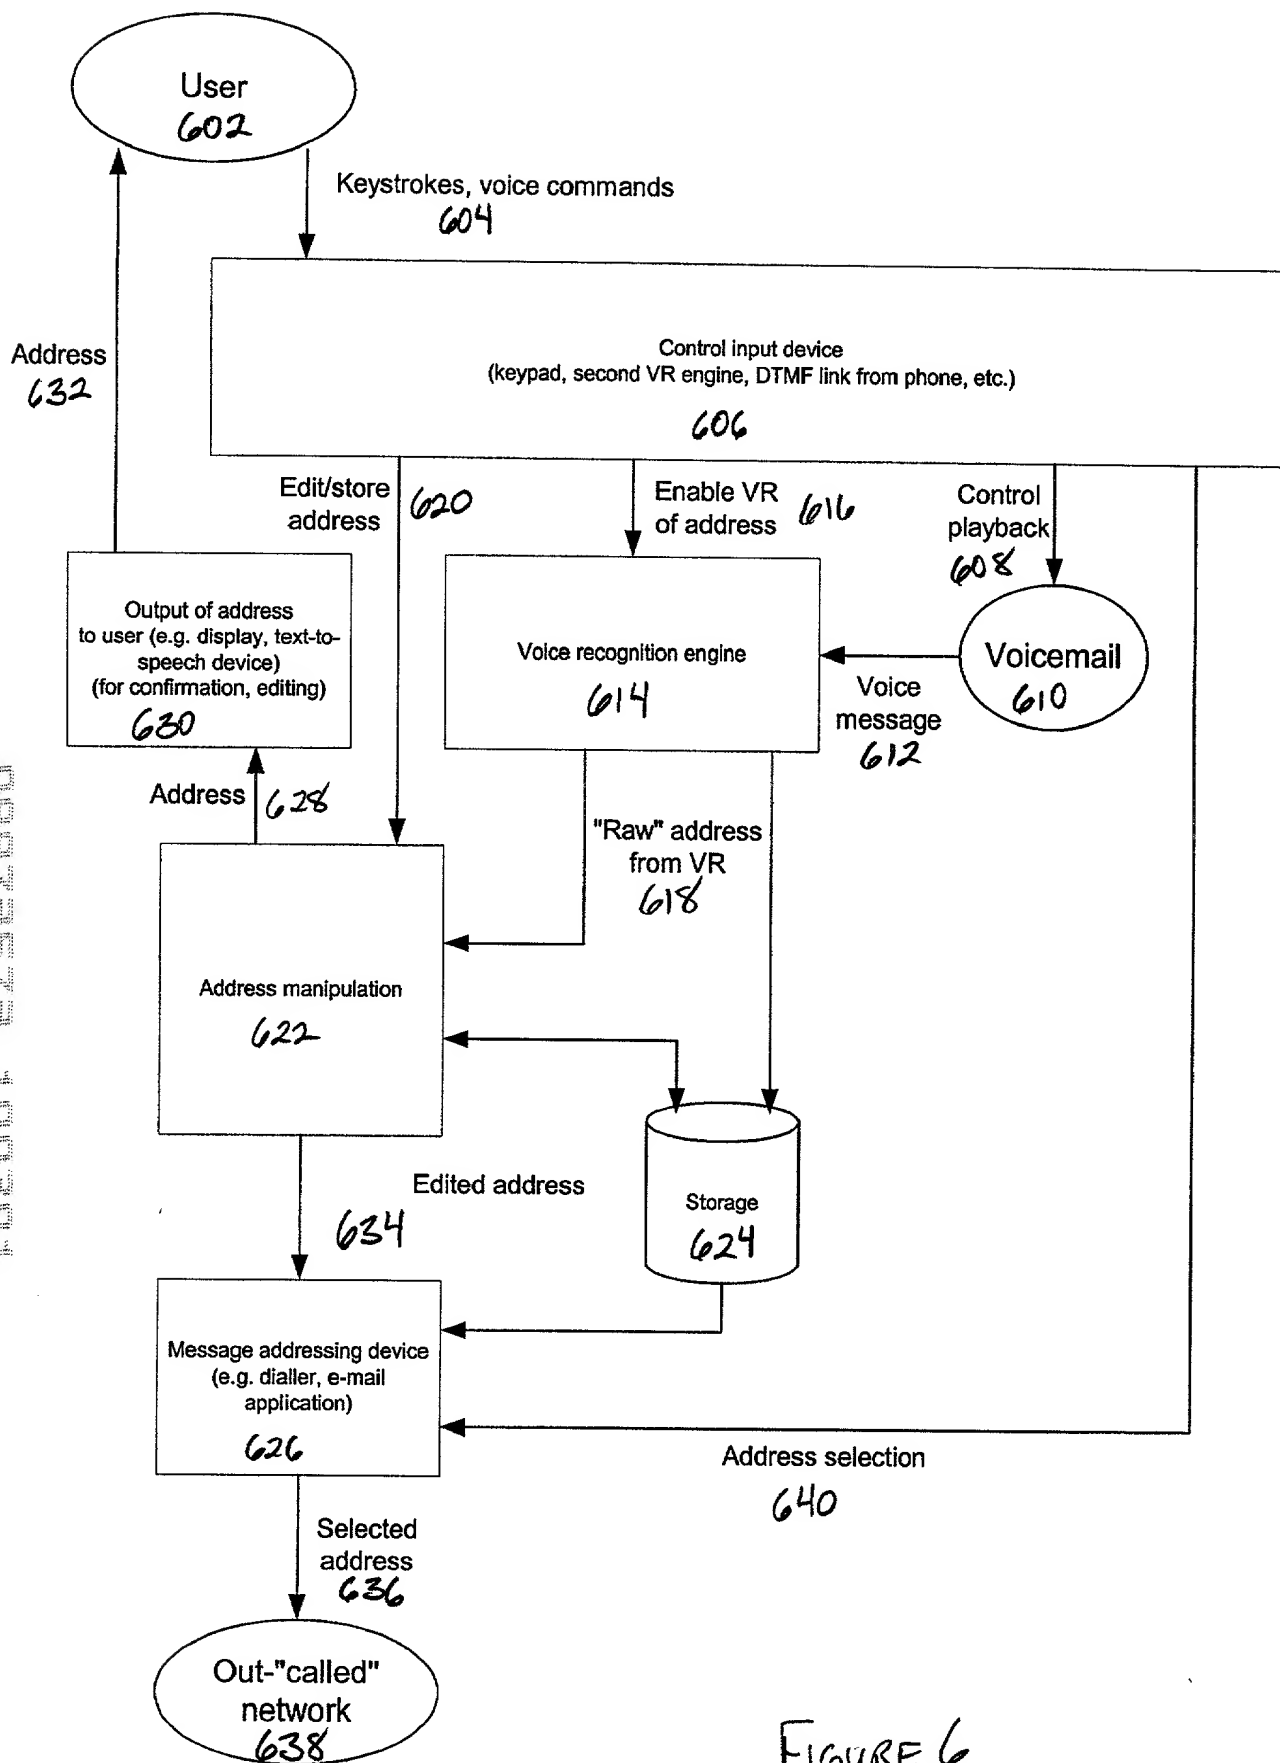 User
602
Keystrokes, voice commands
604
Address
632
Control input device
(keypad, second VR engine, DTMF link from phone, etc.)
606
Edit/store
address
620
Enable VR
of address
616
Control
playback
608
Output of address
to user (e.g. display, text-to-
speech device)
(for confirmation, editing)
630
Voice recognition engine
614
Voicemail
610
Voice
message
612
Address
628
"Raw" address
from VR
618
Address manipulation
622
Edited address
634
Storage
624
Message addressing device
(e.g. dialler, e-mail
application)
626
Address selection
640
Selected
address
636
Out-"called"
network
638
FIGURE 6